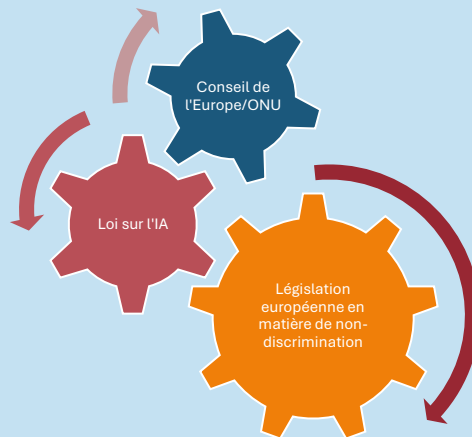 Conseil de
l'Europe/ONU
Loi sur l'IA
Législation
européenne en
matière de non-
discrimination